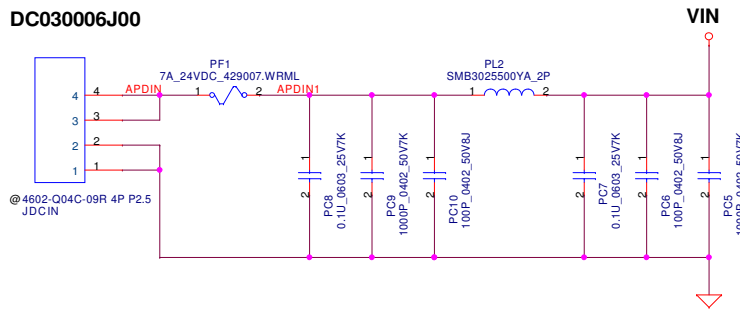 DC030006J00
VIN
PF1
7A_24VDC_429007.WRML
PL2
SMB3025500YA_2P
4 4 APDIN 1 2 APDIN1 1 2
3 3
2 2
1 1
@ 4602-Q04C-09R 4P P2.5
JDCIN
1 2
PC8
0.1U_0603_25V7K
1 2
PC9
1000P_0402_50V7K
1 2
PC10
100P_0402_50V8J
1 2
PC7
0.1U_0603_25V7K
1 2
PC6
100P_0402_50V8J
1 2
PC5